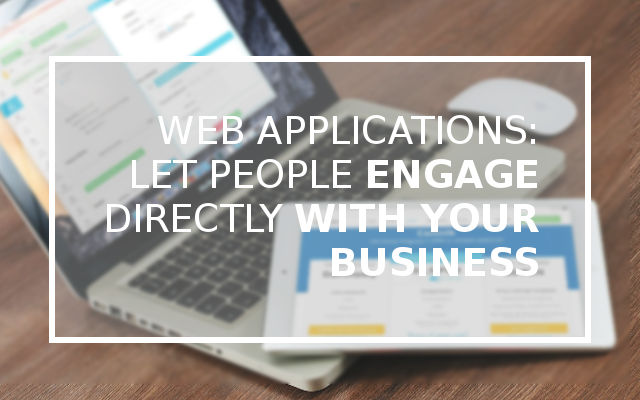 WEB APPLICATIONS:
LET PEOPLE ENGAGE
DIRECTLY WITH YOUR
BUSINESS